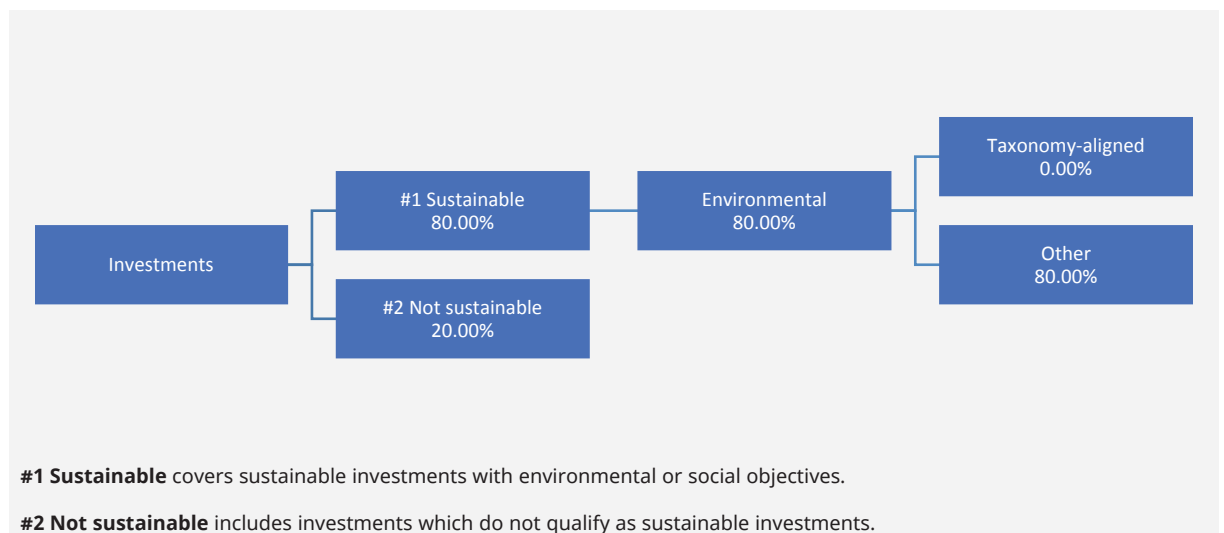 Taxonomy-aligned
0.00%
#1 Sustainable
80.00%
Environmental
80.00%
Investments
Other
80.00%
#2 Not sustainable
20.00%
#1 Sustainable covers sustainable investments with environmental or social objectives.
#2 Not sustainable includes investments which do not qualify as sustainable investments.